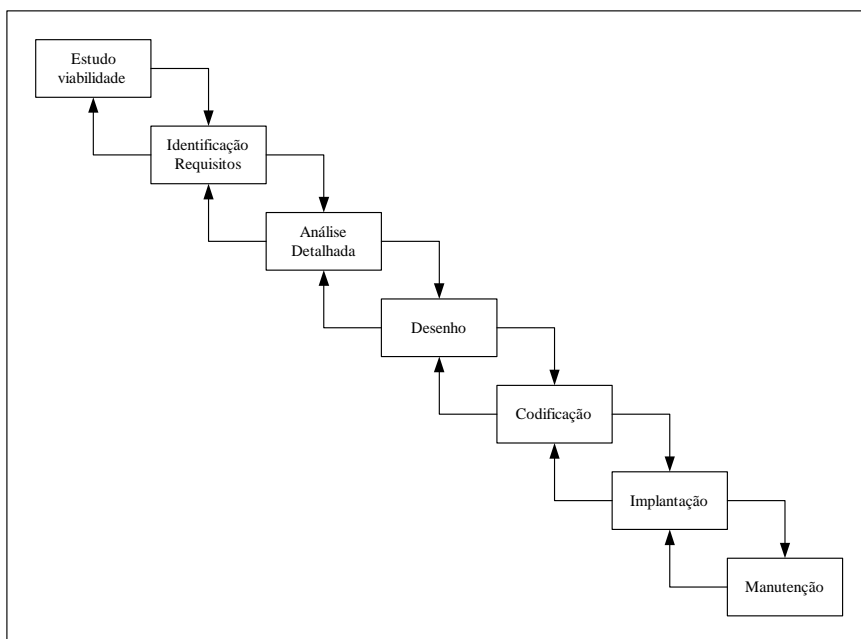 Estudo
viabilidade
Identificação
Requisitos
Análise
Detalhada
Desenho
Codificação
Implantação
Manutenção